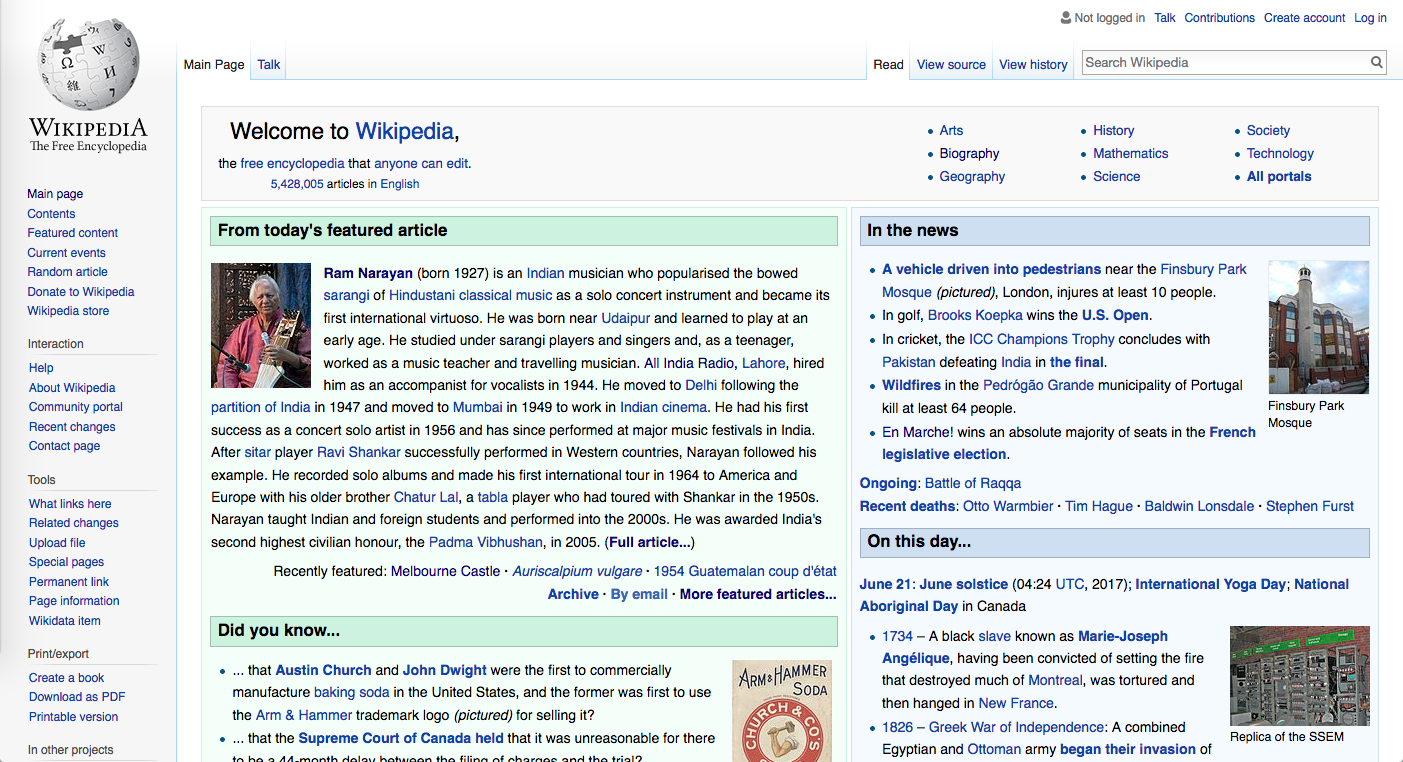 Not logged in Talk Contributions Create account Log in
Main Page Talk
Read View source View history Search Wikipedia
WIKIPEDIA
The Free Encyclopedia
Main page
Contents
Featured content
Current events
Random article
Donate to Wikipedia
Wikipedia store
Interaction
Help
About Wikipedia
Community portal
Recent changes
Contact page
Tools
What links here
Related changes
Upload file
Special pages
Permanent link
Page information
Wikidata item
Print/export
Create a book
Download as PDF
Printable version
In other projects
Welcome to Wikipedia,
the free encyclopedia that anyone can edit.
5,428,005 articles in English
Arts
Biography
Geography
History
Mathematics
Science
Society
Technology
All portals
From today's featured article
Ram Narayan (born 1927) is an Indian musician who popularised the bowed
sarangi of Hindustani classical music as a solo concert instrument and became its
first international virtuoso. He was born near Udaipur and learned to play at an
early age. He studied under sarangi players and singers and, as a teenager,
worked as a music teacher and travelling musician. All India Radio, Lahore, hired
him as an accompanist for vocalists in 1944. He moved to Delhi following the
partition of India in 1947 and moved to Mumbai in 1949 to work in Indian cinema. He had his first
success as a concert solo artist in 1956 and has since performed at major music festivals in India.
After sitar player Ravi Shankar successfully performed in Western countries, Narayan followed his
example. He recorded solo albums and made his first international tour in 1964 to America and
Europe with his older brother Chatur Lal, a tabla player who had toured with Shankar in the 1950s.
Narayan taught Indian and foreign students and performed into the 2000s. He was awarded India's
second highest civilian honour, the Padma Vibhushan, in 2005. (Full article...)
Recently featured: Melbourne Castle · Auriscalpium vulgare · 1954 Guatemalan coup d'état
Archive · By email · More featured articles...
Did you know...
... that Austin Church and John Dwight were the first to commercially
manufacture baking soda in the United States, and the former was first to use
the Arm & Hammer trademark logo (pictured) for selling it?
... that the Supreme Court of Canada held that it was unreasonable for there
to be a 44-month delay between the filing of charges and the trial?
ARM & HAMMER
SODA
CHURCH & CO'S
In the news
A vehicle driven into pedestrians near the Finsbury Park
Mosque (pictured), London, injures at least 10 people.
In golf, Brooks Koepka wins the U.S. Open.
In cricket, the ICC Champions Trophy concludes with
Pakistan defeating India in the final.
Wildfires in the Pedrógão Grande municipality of Portugal
kill at least 64 people.
En Marche! wins an absolute majority of seats in the French
legislative election.
Finsbury Park
Mosque
Ongoing: Battle of Raqqa
Recent deaths: Otto Warmbier · Tim Hague · Baldwin Lonsdale · Stephen Furst
On this day...
June 21: June solstice (04:24 UTC, 2017); International Yoga Day; National
Aboriginal Day in Canada
1734 – A black slave known as Marie-Joseph
Angélique, having been convicted of setting the fire
that destroyed much of Montreal, was tortured and
then hanged in New France.
1826 – Greek War of Independence: A combined
Egyptian and Ottoman army began their invasion of
Replica of the SSEM